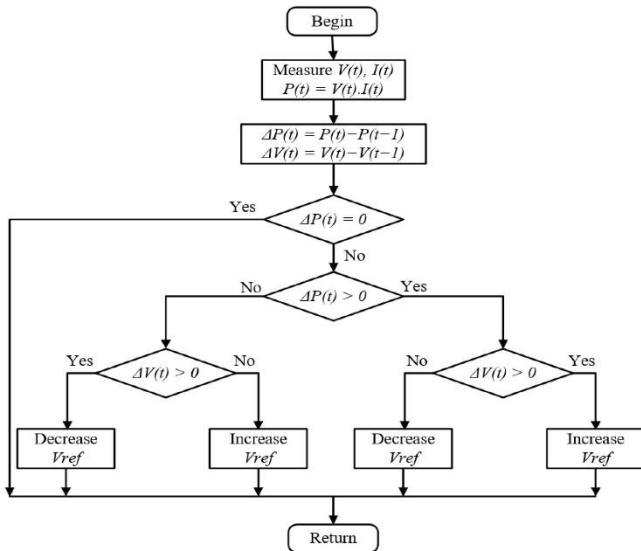 Begin
Measure V(t), I(t)
P(t) = V(t).I(t)
ΔP(t) = P(t)−P(t−1)
ΔV(t) = V(t)−V(t−1)
Yes
ΔP(t) = 0
No
No
ΔP(t) > 0
Yes
Yes
ΔV(t) > 0
No
No
ΔV(t) > 0
Yes
Decrease
Vref
Increase
Vref
Decrease
Vref
Increase
Vref
Return